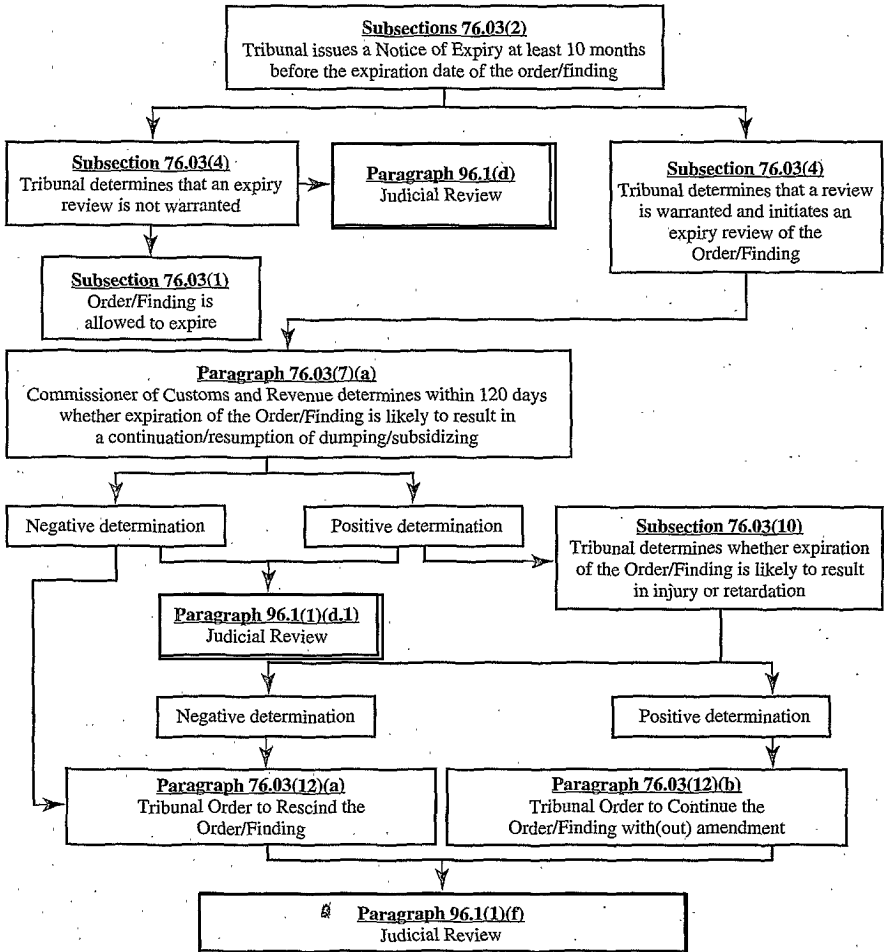 Subsections 76.03(2)
Tribunal issues a Notice of Expiry at least 10 months
before the expiration date of the order/finding
Subsection 76.03(4)
Tribunal determines that an expiry
review is not warranted
Paragraph 96.1(d)
Judicial Review
Subsection 76.03(4)
Tribunal determines that a review
is warranted and initiates an
expiry review of the
Order/Finding
Subsection 76.03(1)
Order/Finding is
allowed to expire
Paragraph 76.03(7)(a)
Commissioner of Customs and Revenue determines within 120 days
whether expiration of the Order/Finding is likely to result in
a continuation/resumption of dumping/subsidizing
Negative determination
Positive determination
Subsection 76.03(10)
Tribunal determines whether expiration
of the Order/Finding is likely to result
in injury or retardation
Paragraph 96.1(1)(d.1)
Judicial Review
Negative determination
Positive determination
Paragraph 76.03(12)(a)
Tribunal Order to Rescind the
Order/Finding
Paragraph 76.03(12)(b)
Tribunal Order to Continue the
Order/Finding with(out) amendment
Paragraph 96.1(1)(f)
Judicial Review